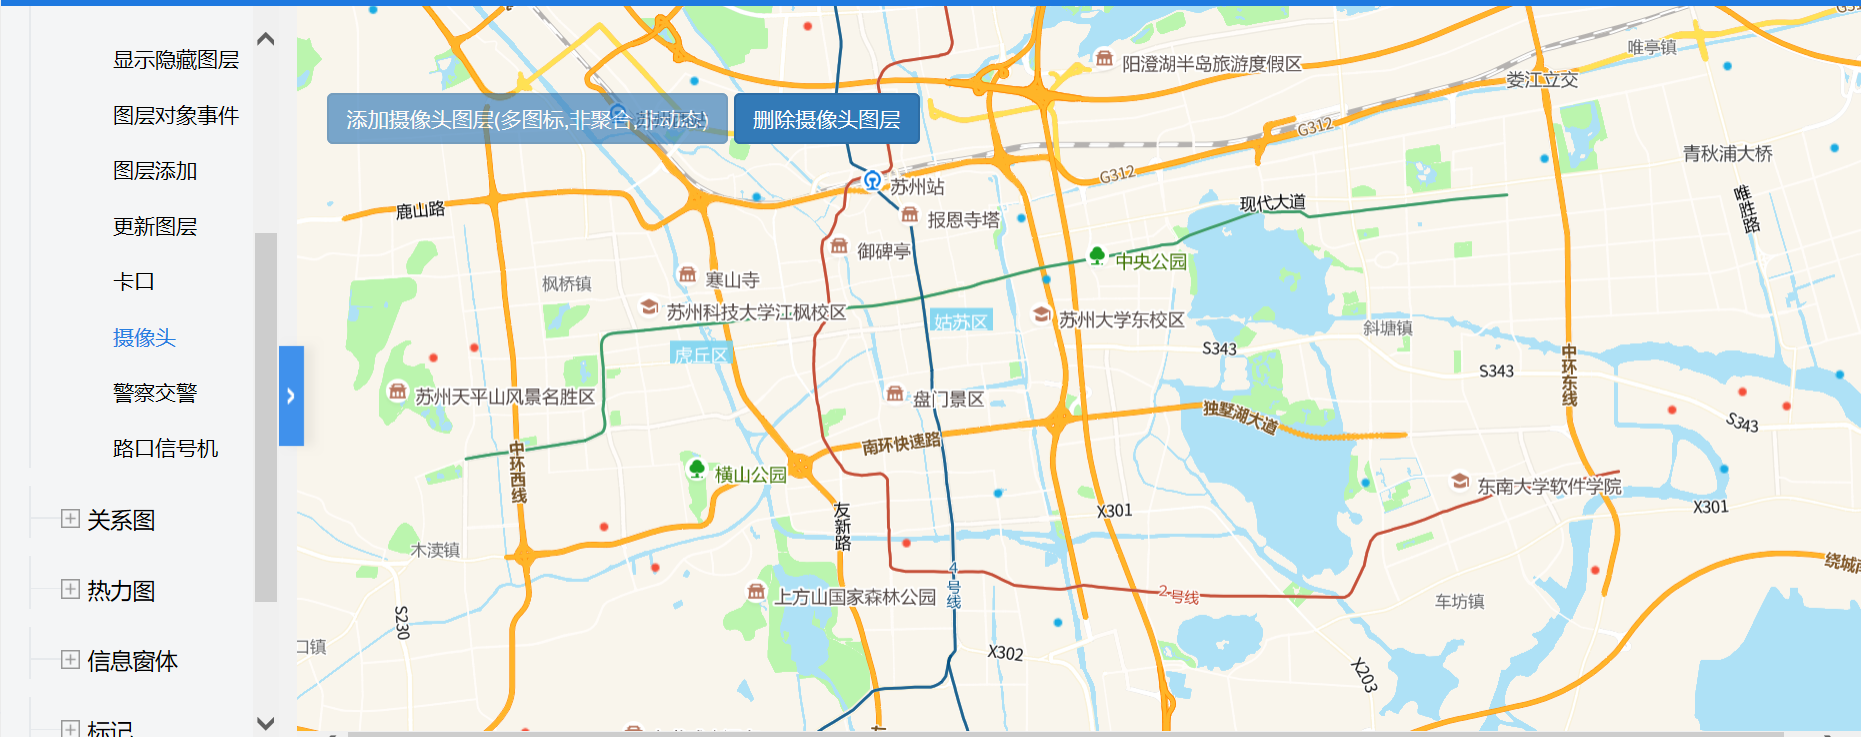 显示隐藏图层
图层对象事件
图层添加
更新图层
卡口
摄像头
警察交警
路口信号机
关系图
热力图
信息窗体
标记
添加摄像头图层(多图标,非聚合,非动态)
删除摄像头图层
阳澄湖半岛旅游度假区
唯亭镇
娄江立交
G312
G312
青秋浦大桥
唯胜路
鹿山路
苏州站
报恩寺塔
现代大道
御碑亭
中央公园
枫桥镇
寒山寺
苏州科技大学江枫校区
姑苏区
苏州大学东校区
斜塘镇
虎丘区
S343
S343
中环东线
苏州天平山风景名胜区
盘门景区
独墅湖大道
S343
南环快速路
中环西线
横山公园
东南大学软件学院
友新路
X301
X301
木渎镇
4号线
2号线
上方山国家森林公园
车坊镇
绕城
S230
口镇
X302
X203